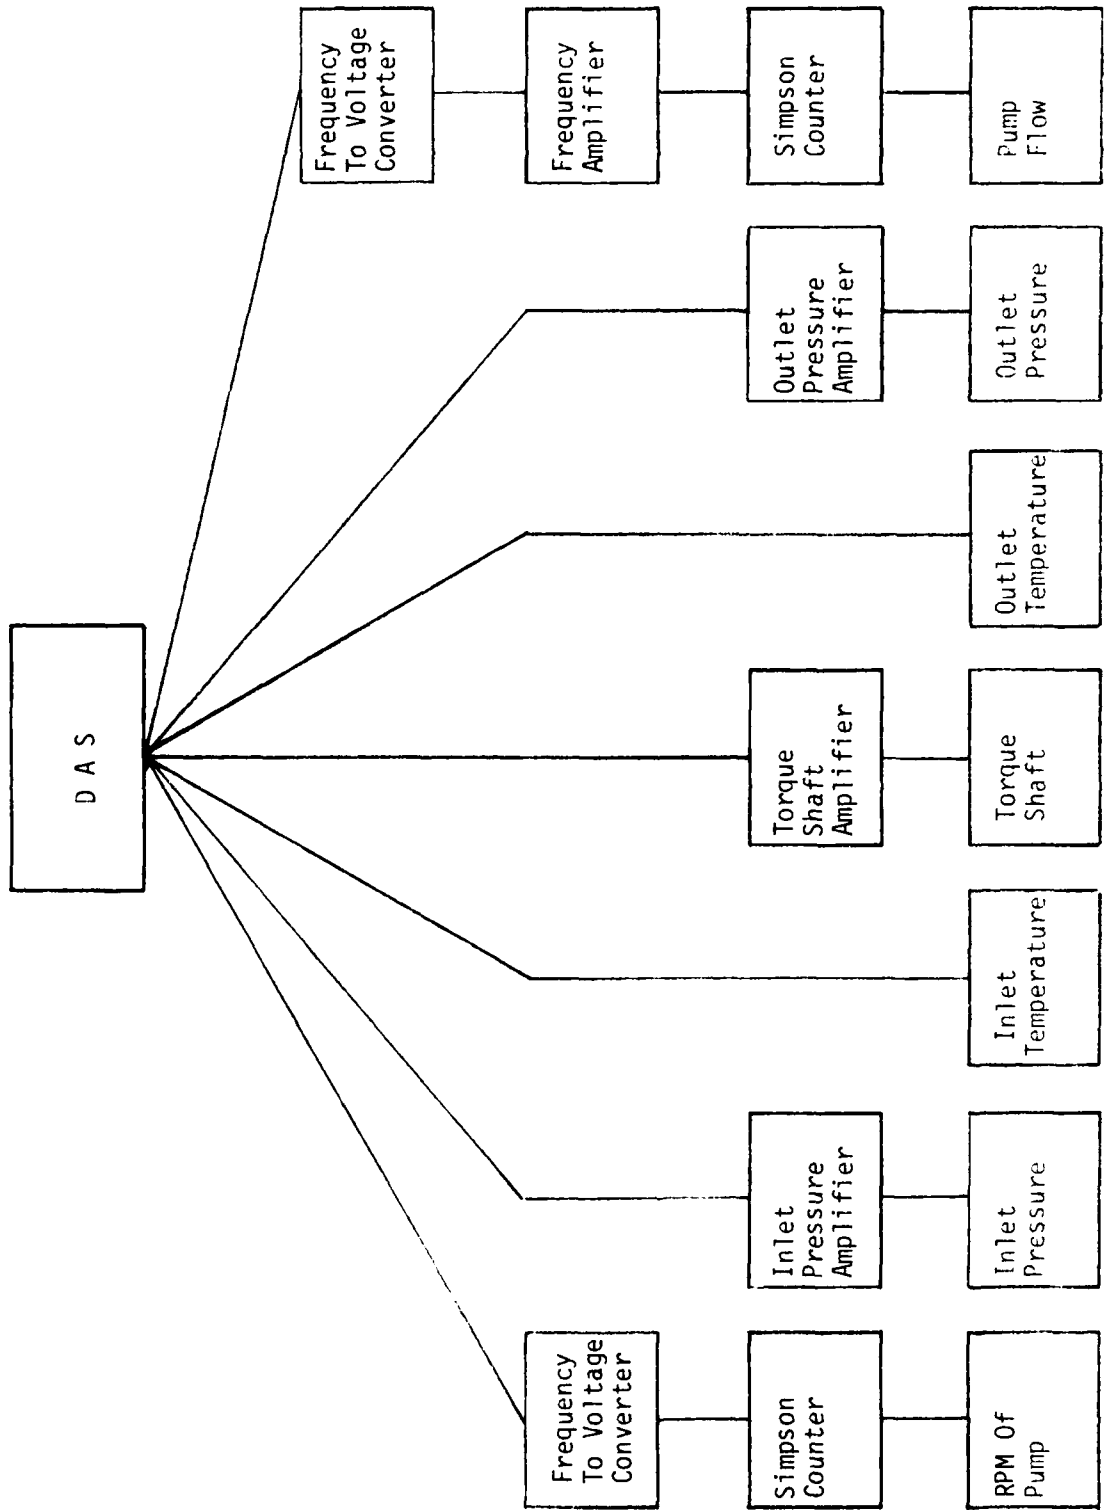 D A S
Frequency
To Voltage
Converter
Simpson
Counter
RPM Of
Pump
Inlet
Pressure
Amplifier
Inlet
Pressure
Inlet
Temperature
Torque
Shaft
Amplifier
Torque
Shaft
Outlet
Temperature
Outlet
Pressure
Amplifier
Outlet
Pressure
Frequency
To Voltage
Converter
Frequency
Amplifier
Simpson
Counter
Pump
Flow